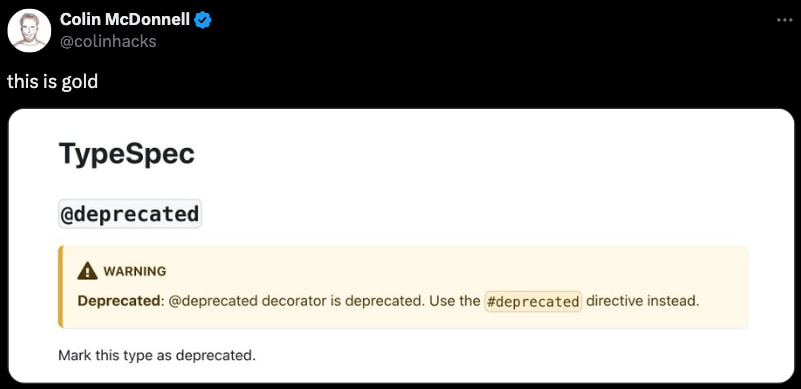 Colin McDonnell
@colinhacks
this is gold
TypeSpec
@deprecated
WARNING
Deprecated: @deprecated decorator is deprecated. Use the #deprecated directive instead.
Mark this type as deprecated.